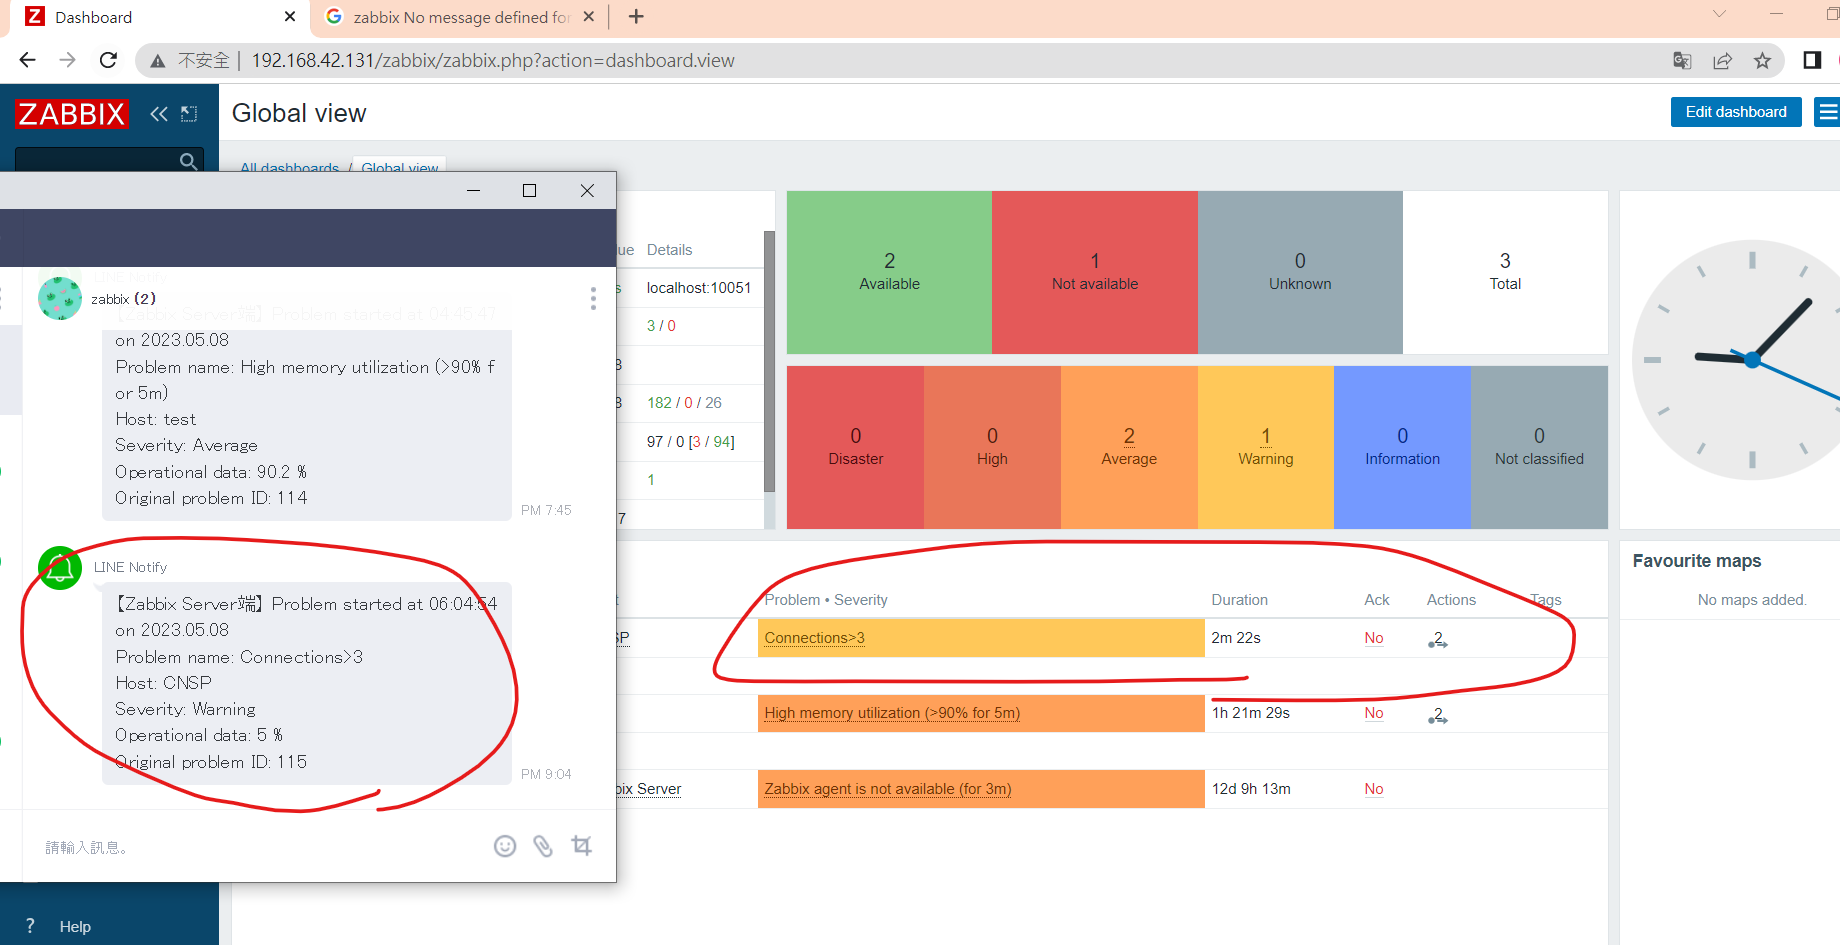 Dashboard
zabbix No message defined for
不安全 | 192.168.42.131/zabbix/zabbix.php?action=dashboard.view
ZABBIX
Global view
Edit dashboard
All dashboards / Global view
LINE Notify
zabbix (2)
【Zabbix Server端】 Problem started at 04:45:47
on 2023.05.08
Problem name: High memory utilization (>90% f
or 5m)
Host: test
Severity: Average
Operational data: 90.2 %
Original problem ID: 114
PM 7:45
LINE Notify
【Zabbix Server端】 Problem started at 06:04:54
on 2023.05.08
Problem name: Connections>3
Host: CNSP
Severity: Warning
Operational data: 5 %
Original problem ID: 115
PM 9:04
請輸入訊息。
? Help
ue Details
s localhost:10051
3 / 0
8
8 182 / 0 / 26
97 / 0 [3 / 94]
1
7
2
Available
1
Not available
0
Unknown
3
Total
0
Disaster
0
High
2
Average
1
Warning
0
Information
0
Not classified
t Problem • Severity Duration Ack Actions Tags
SP Connections>3 2m 22s No 2
High memory utilization (>90% for 5m) 1h 21m 29s No 2
bix Server Zabbix agent is not available (for 3m) 12d 9h 13m No
Favourite maps
No maps added.